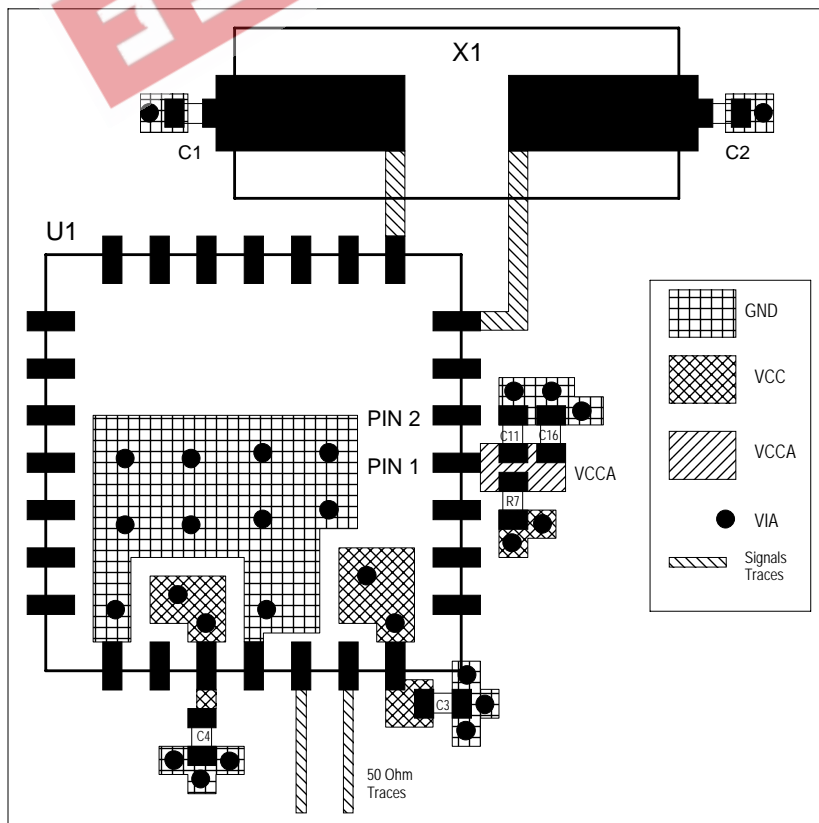 X1
C1
C2
U1
GND
VCC
PIN 2
C11
C16
PIN 1
VCCA
VCCA
R7
VIA
Signals
Traces
C3
C4
50 Ohm
Traces